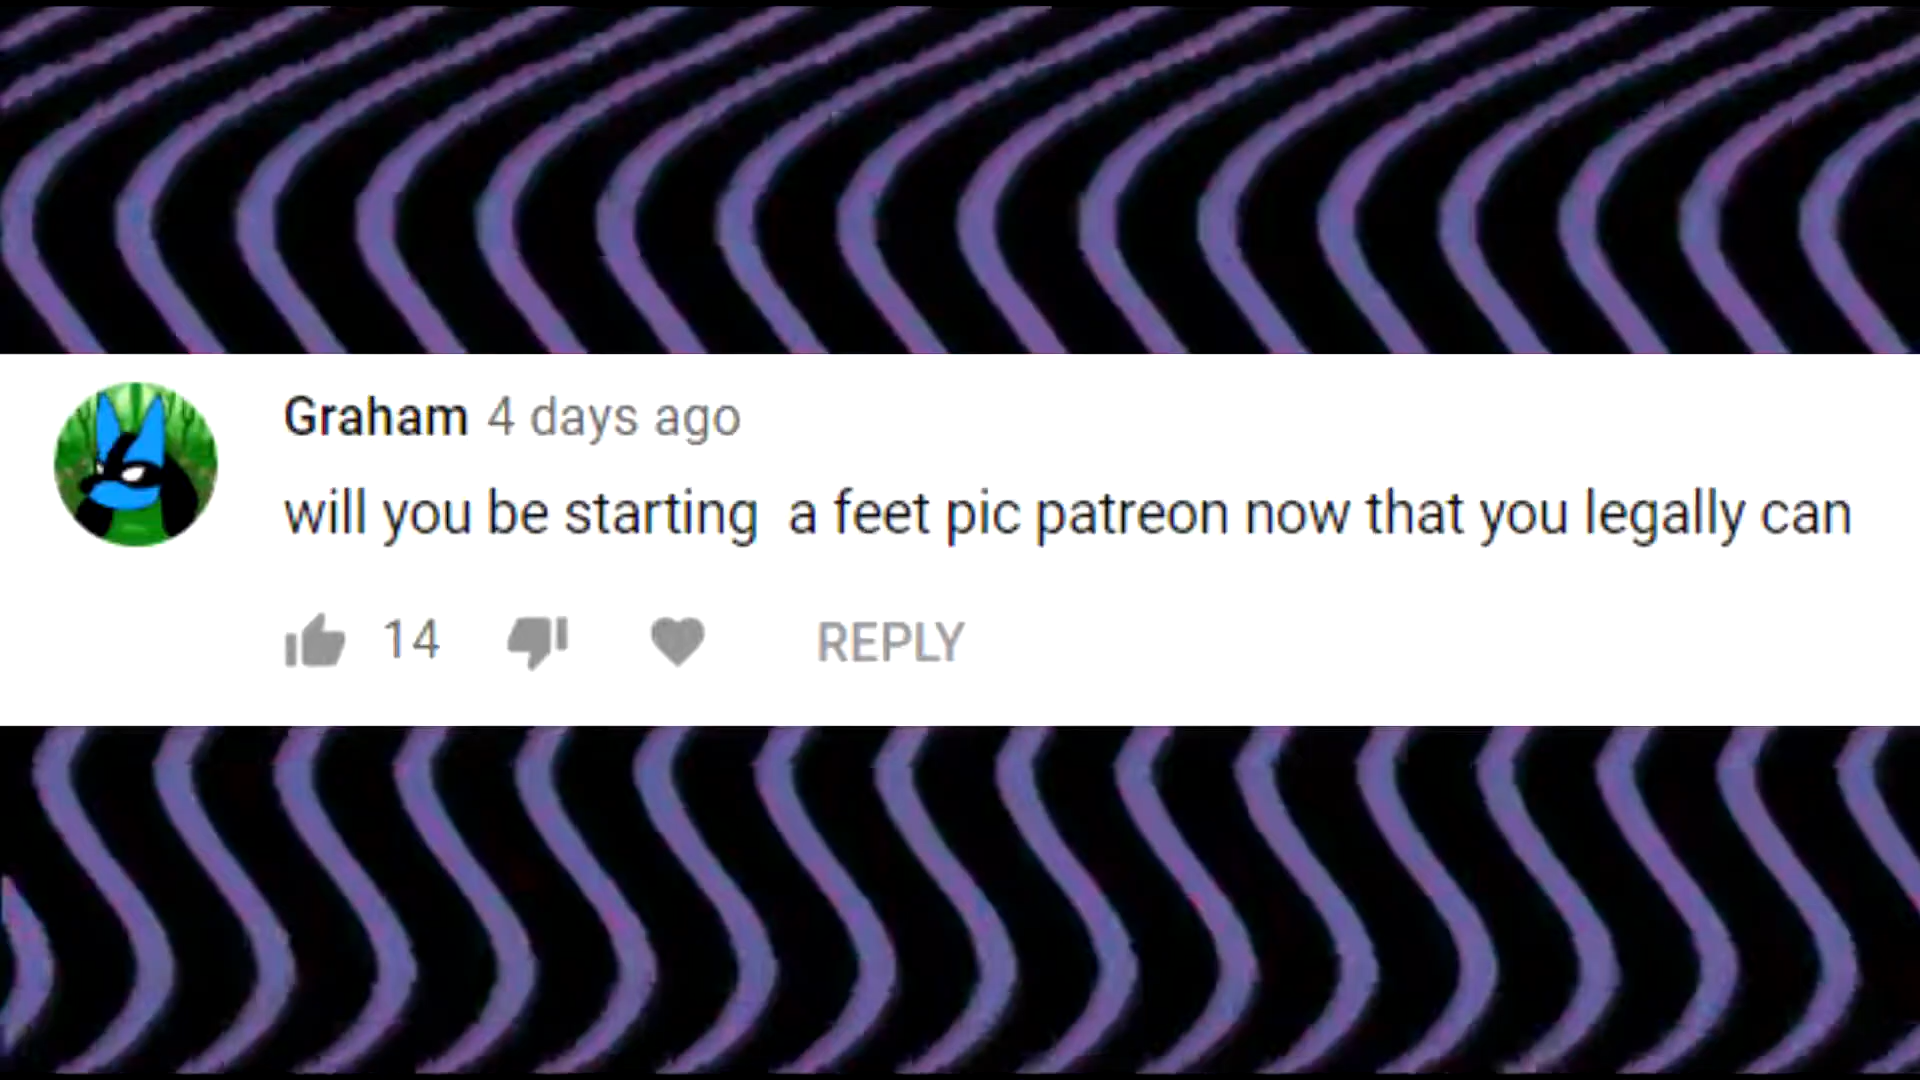 Graham 4 days ago
will you be starting  a feet pic patreon now that you legally can
14 REPLY